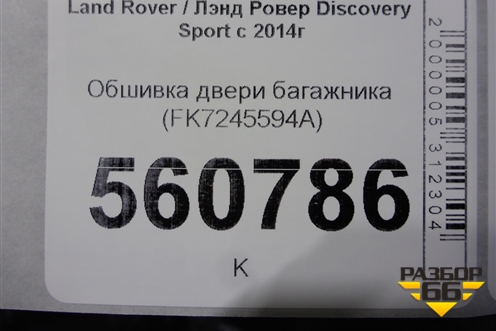 Land Rover / Лэнд Ровер Discovery
Sport с 2014г
Обшивка двери багажника
(FK7245594A)
560786
К
2000005312304
РАЗБОР
66